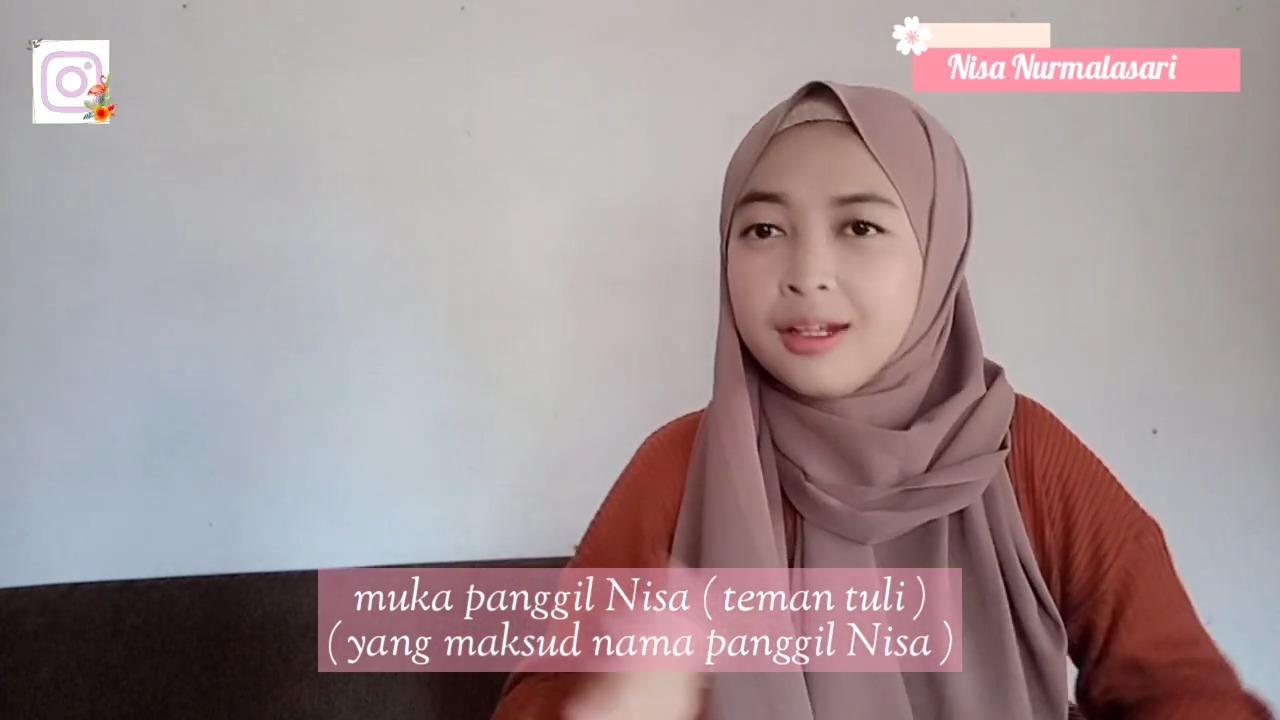 Nisa Nurmalasari
muka panggil Nisa ( teman tuli )
( yang maksud nama panggil Nisa )